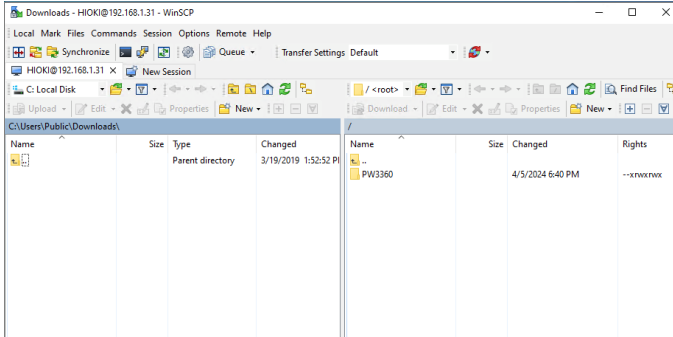 Downloads - HIOKI@192.168.1.31 - WinSCP
Local Mark Files Commands Session Options Remote Help
Synchronize Queue Transfer Settings Default
HIOKI@192.168.1.31 New Session
C: Local Disk / <root> Find Files
Upload Edit Properties New Download Edit Properties New
C:\Users\Public\Downloads\ /
Name Size Type Changed Name Size Changed Rights
.. Parent directory 3/19/2019 1:52:52 P ..
PW3360 4/5/2024 6:40 PM --xrwxrwx